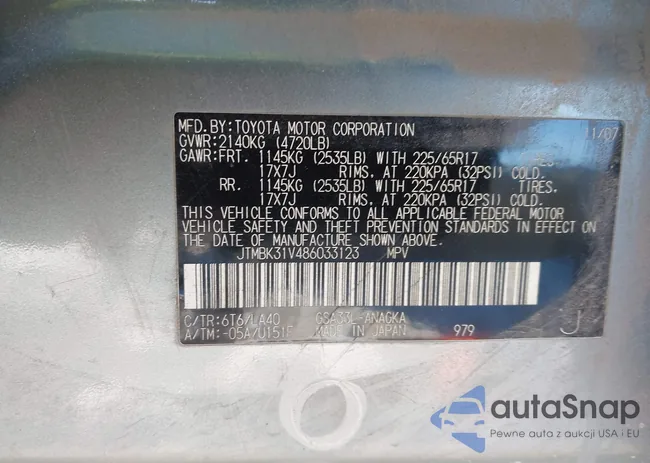 MFD.BY:TOYOTA MOTOR CORPORATION 11/07
GVWR:2140KG (4720LB)
GAWR:FRT. 1145KG (2535LB) WITH 225/65R17
17x7J RIMS, AT 220KPA (32PSI) COLD.
RR. 1145KG (2535LB) WITH 225/65R17 TIRES,
17x7J RIMS, AT 220KPA (32PSI) COLD.
THIS VEHICLE CONFORMS TO ALL APPLICABLE FEDERAL MOTOR
VEHICLE SAFETY AND THEFT PREVENTION STANDARDS IN EFFECT ON
THE DATE OF MANUFACTURE SHOWN ABOVE.
JTMBK31V486033123 MPV
C/TR:6T6/LA40 GSA33L-ANAGKA
A/TM:-05A/U151F MADE IN JAPAN 979 J
autaSnap
Pewne auta z aukcji USA i EU